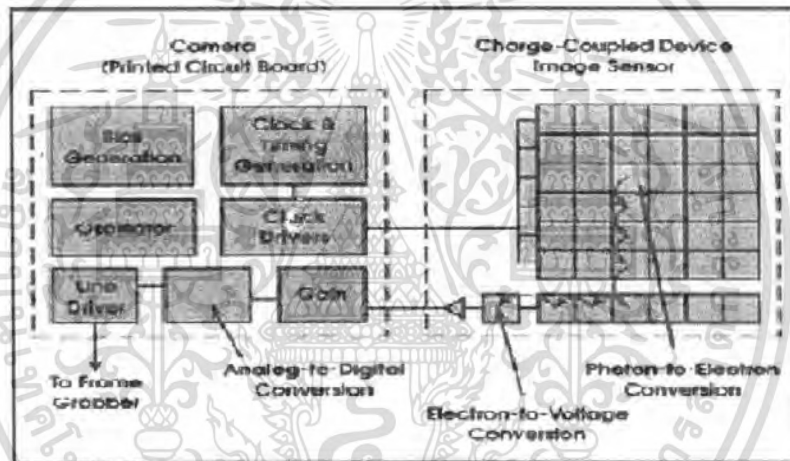 Camera
(Printed Circuit Board)
Charge-Coupled Device
Image Sensor
Bias
Generation
Clock &
Timing
Generation
Oscillator
Clock
Drivers
Line
Driver
Gain
To Frame
Grabber
Analog-to-Digital
Conversion
Electron-to-Voltage
Conversion
Photon-to-Electron
Conversion